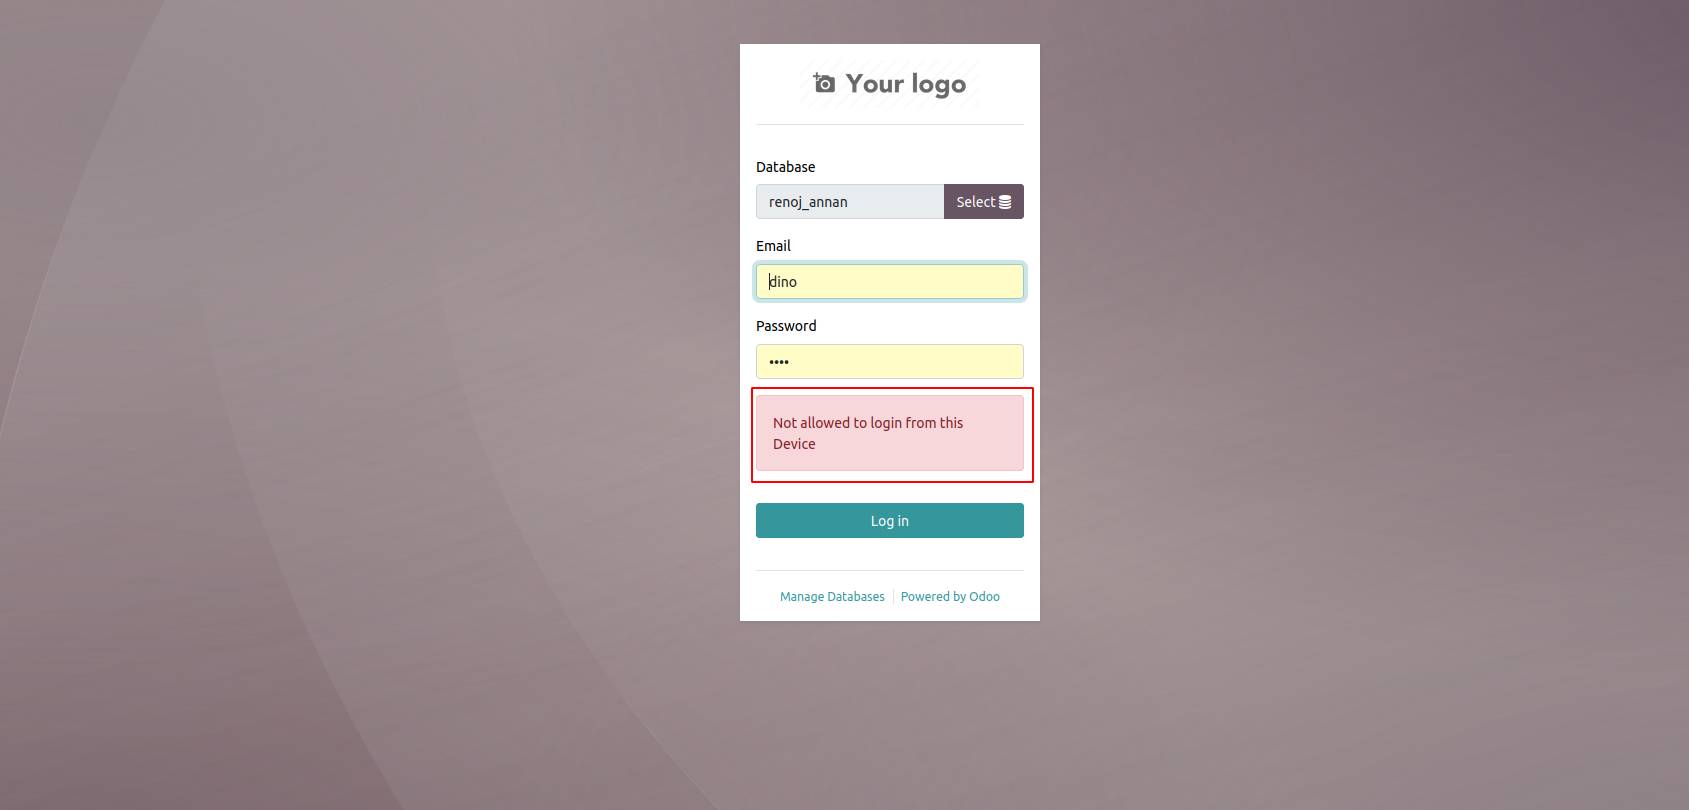 Your logo
Database
renoj_annan
Select
Email
dino
Password
••••
Not allowed to login from this
Device
Log in
Manage Databases
Powered by Odoo